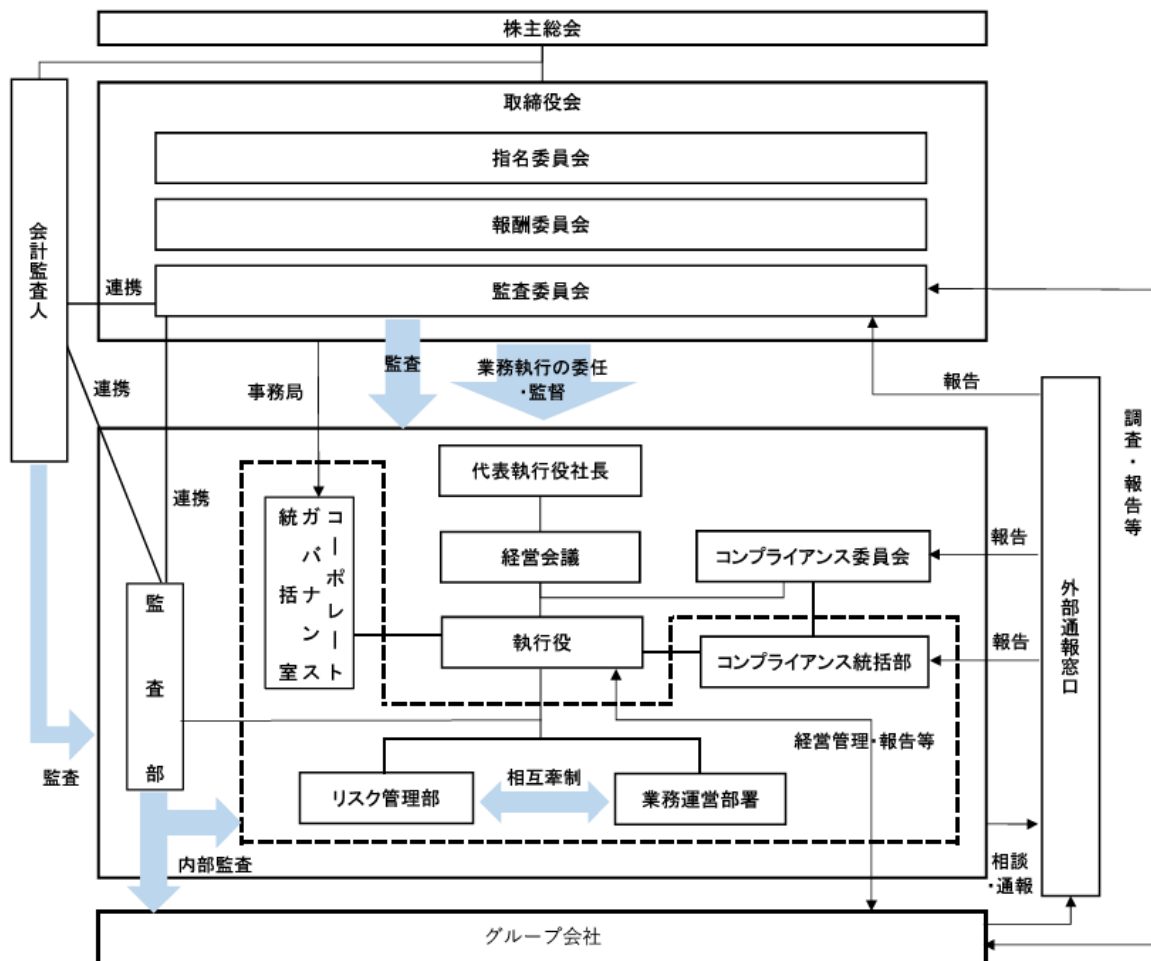 株主総会
取締役会
指名委員会
報酬委員会
監査委員会
会計監査人
連携
連携
連携
事務局
監査
業務執行の委任
・監督
報告
調査・報告等
外部通報窓口
代表執行役社長
経営会議
執行役
コーポレート
ガバナンス
統括室
コンプライアンス委員会
報告
コンプライアンス統括部
報告
監査部
監査
経営管理・報告等
リスク管理部
相互牽制
業務運営部署
内部監査
相談
・通報
グループ会社